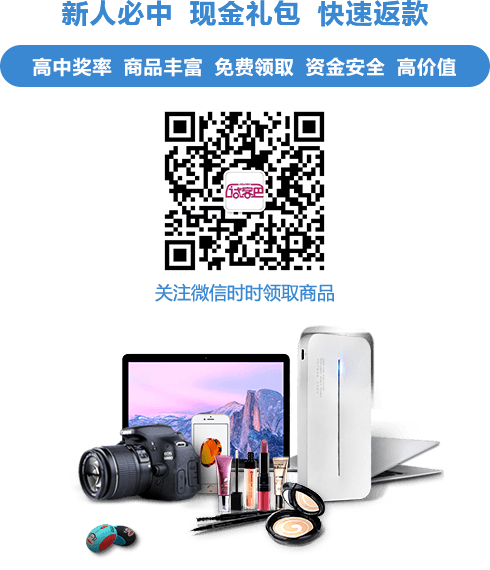 新人必中 现金礼包 快速返款
高中奖率 商品丰富 免费领取 资金安全 高价值
关注微信时时领取商品